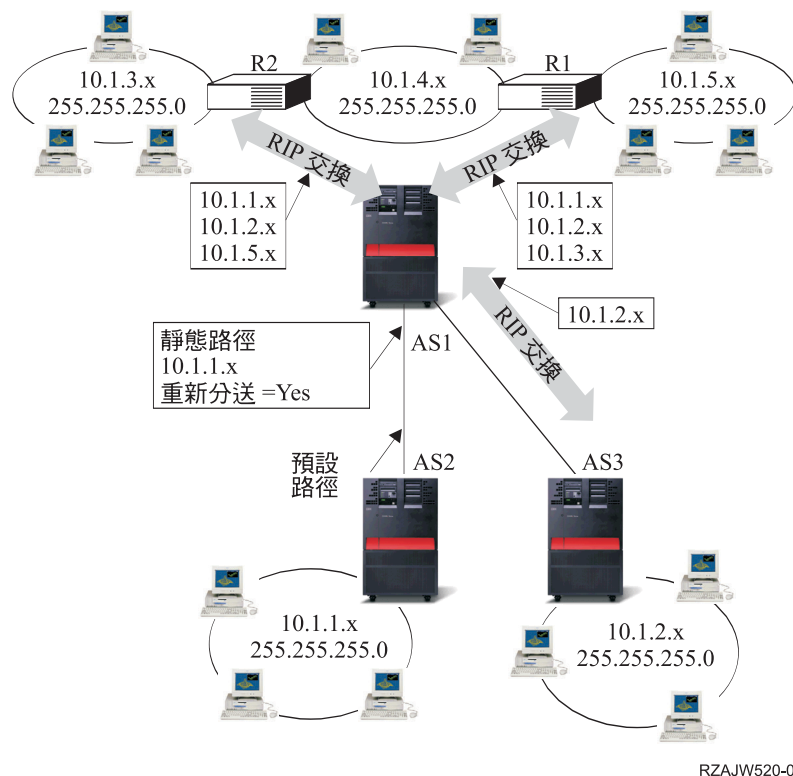 R2
R1
10.1.3.x
255.255.255.0
10.1.4.x
255.255.255.0
10.1.5.x
255.255.255.0
RIP 交換
RIP 交換
10.1.1.x
10.1.2.x
10.1.5.x
10.1.1.x
10.1.2.x
10.1.3.x
10.1.2.x
RIP 交換
靜態路徑
10.1.1.x
重新分送 =Yes
AS1
預設
路徑
AS2
AS3
10.1.1.x
255.255.255.0
10.1.2.x
255.255.255.0
RZAJW520-0